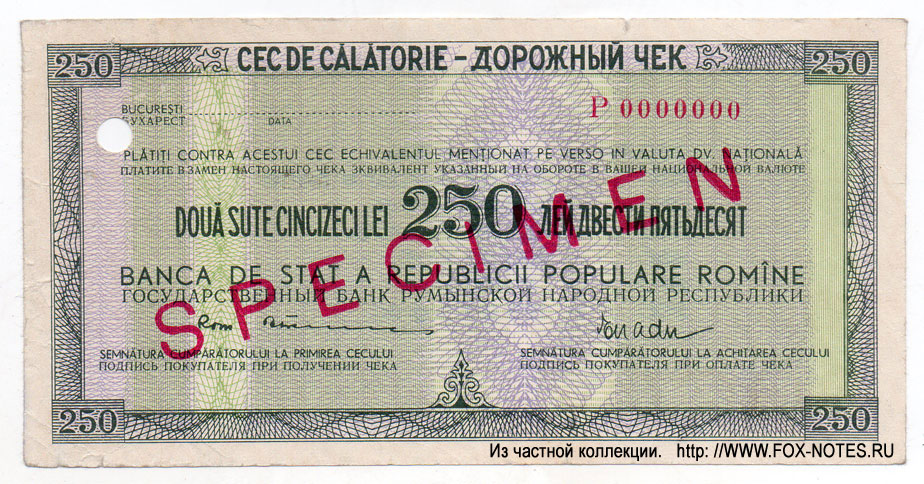 250 CEC DE CĂLĂTORIE - ДОРОЖНЫЙ ЧЕК 250
BUCUREȘTI
БУХАРЕСТ DATA
P 0000000
PLĂTIȚI CONTRA ACESTUI CEC ECHIVALENTUL MENȚIONAT PE VERSO IN VALUTA DV. NAȚIONALĂ
ПЛАТИТЕ В ЗАМЕН НАСТОЯЩЕГО ЧЕКА ЭКВИВАЛЕНТ УКАЗАННЫЙ НА ОБОРОТЕ В ВАШЕЙ НАЦИОНАЛЬНОЙ ВАЛЮТЕ
DOUĂ SUTE CINCIZECI LEI 250 ЛЕЙ ДВЕСТИ ПЯТЬДЕСЯТ
SPECIMEN
BANCA DE STAT A REPUBLICII POPULARE ROMÎNE
ГОСУДАРСТВЕННЫЙ БАНК РУМЫНСКОЙ НАРОДНОЙ РЕСПУБЛИКИ
SEMNĂTURA CUMPĂRĂTORULUI LA PRIMIREA CECULUI
ПОДПИСЬ ПОКУПАТЕЛЯ ПРИ ПОЛУЧЕНИИ ЧЕКА
SEMNĂTURA CUMPĂRĂTORULUI LA ACHITAREA CECULUI
ПОДПИСЬ ПОКУПАТЕЛЯ ПРИ ОПЛАТЕ ЧЕКА
250 250
Из частной коллекции. http: //WWW.FOX-NOTES.RU